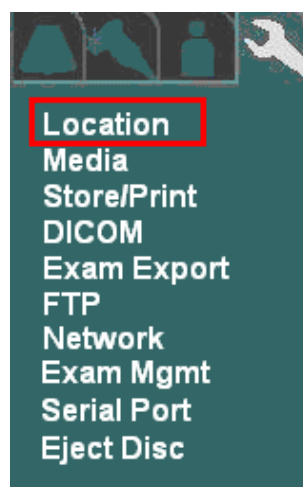 Location
Media
Store/Print
DICOM
Exam Export
FTP
Network
Exam Mgmt
Serial Port
Eject Disc